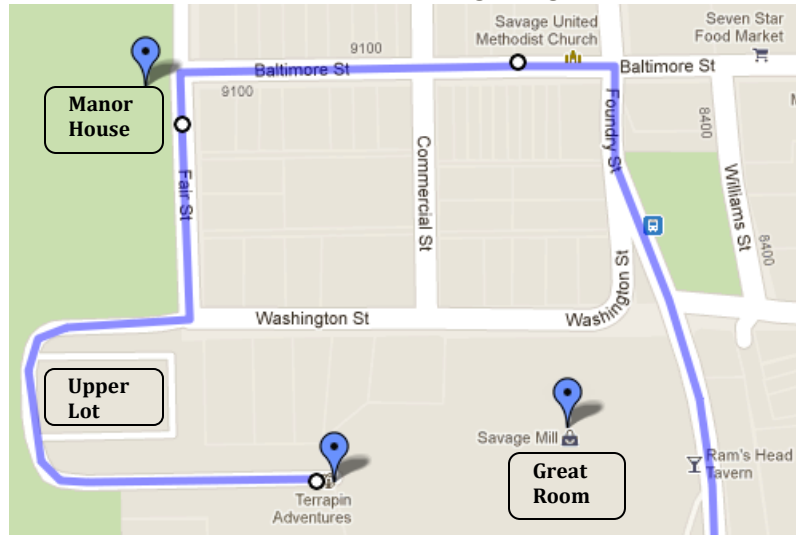 Savage United
Methodist Church
Seven Star
Food Market
9100
Baltimore St
Baltimore St
9100
Manor
House
Foundry St
8400
Commercial St
Fair St
Williams St
8400
Washington St
Washington St
Washington St
Upper
Lot
Savage Mill
Great
Room
Ram's Head
Tavern
Terrapin
Adventures